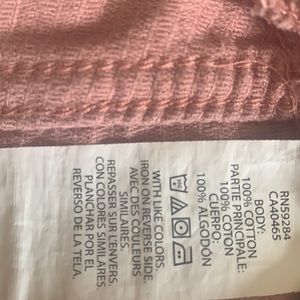 RN59284
CA40465
BODY:
100% COTTON
PARTIE PRINCIPALE:
100% COTON
CUERPO:
100% ALGODÓN
WITH LIKE COLORS.
IRON ON REVERSE SIDE.
AVEC DES COULEURS
SIMILAIRES.
REPASSER SUR L'ENVERS.
CON COLORES SIMILARES.
PLANCHAR POR EL
REVERSO DE LA TELA.